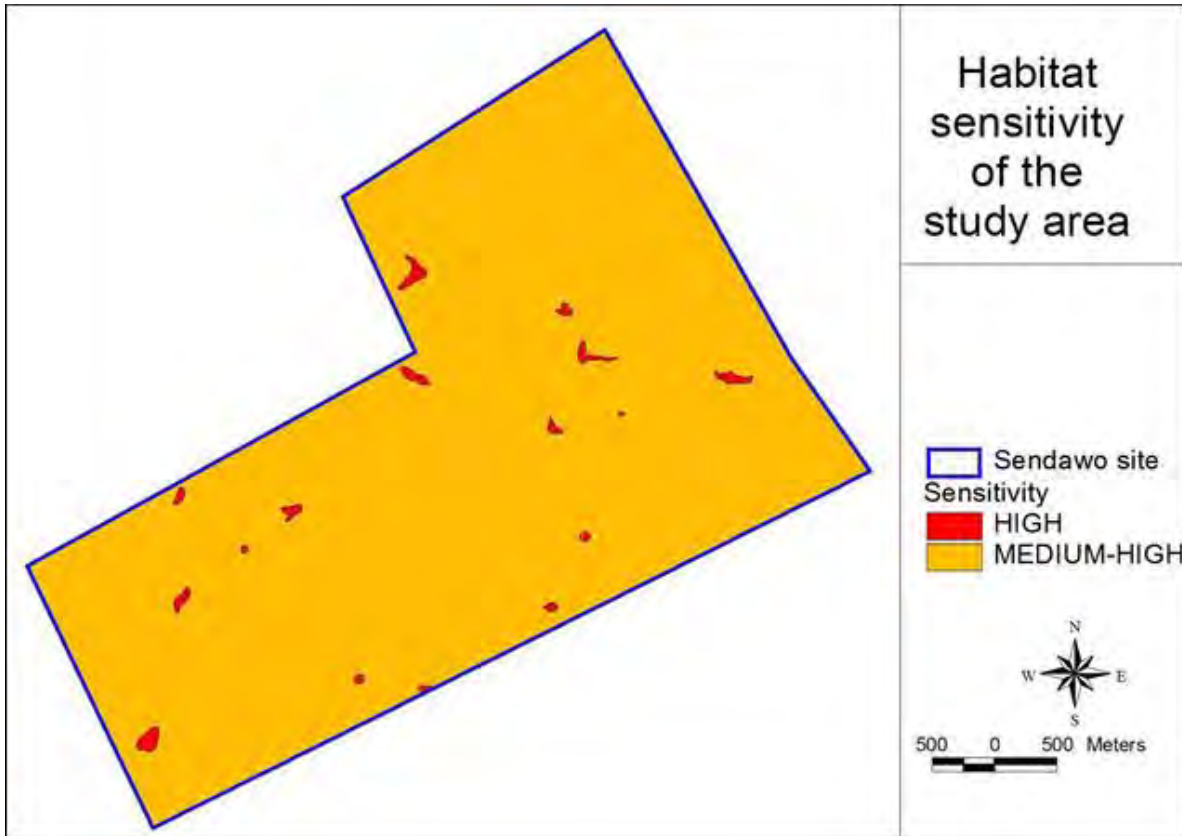 Habitat
sensitivity
of the
study area
Sendawo site
Sensitivity
HIGH
MEDIUM-HIGH
N
W E
S
500 0 500 Meters